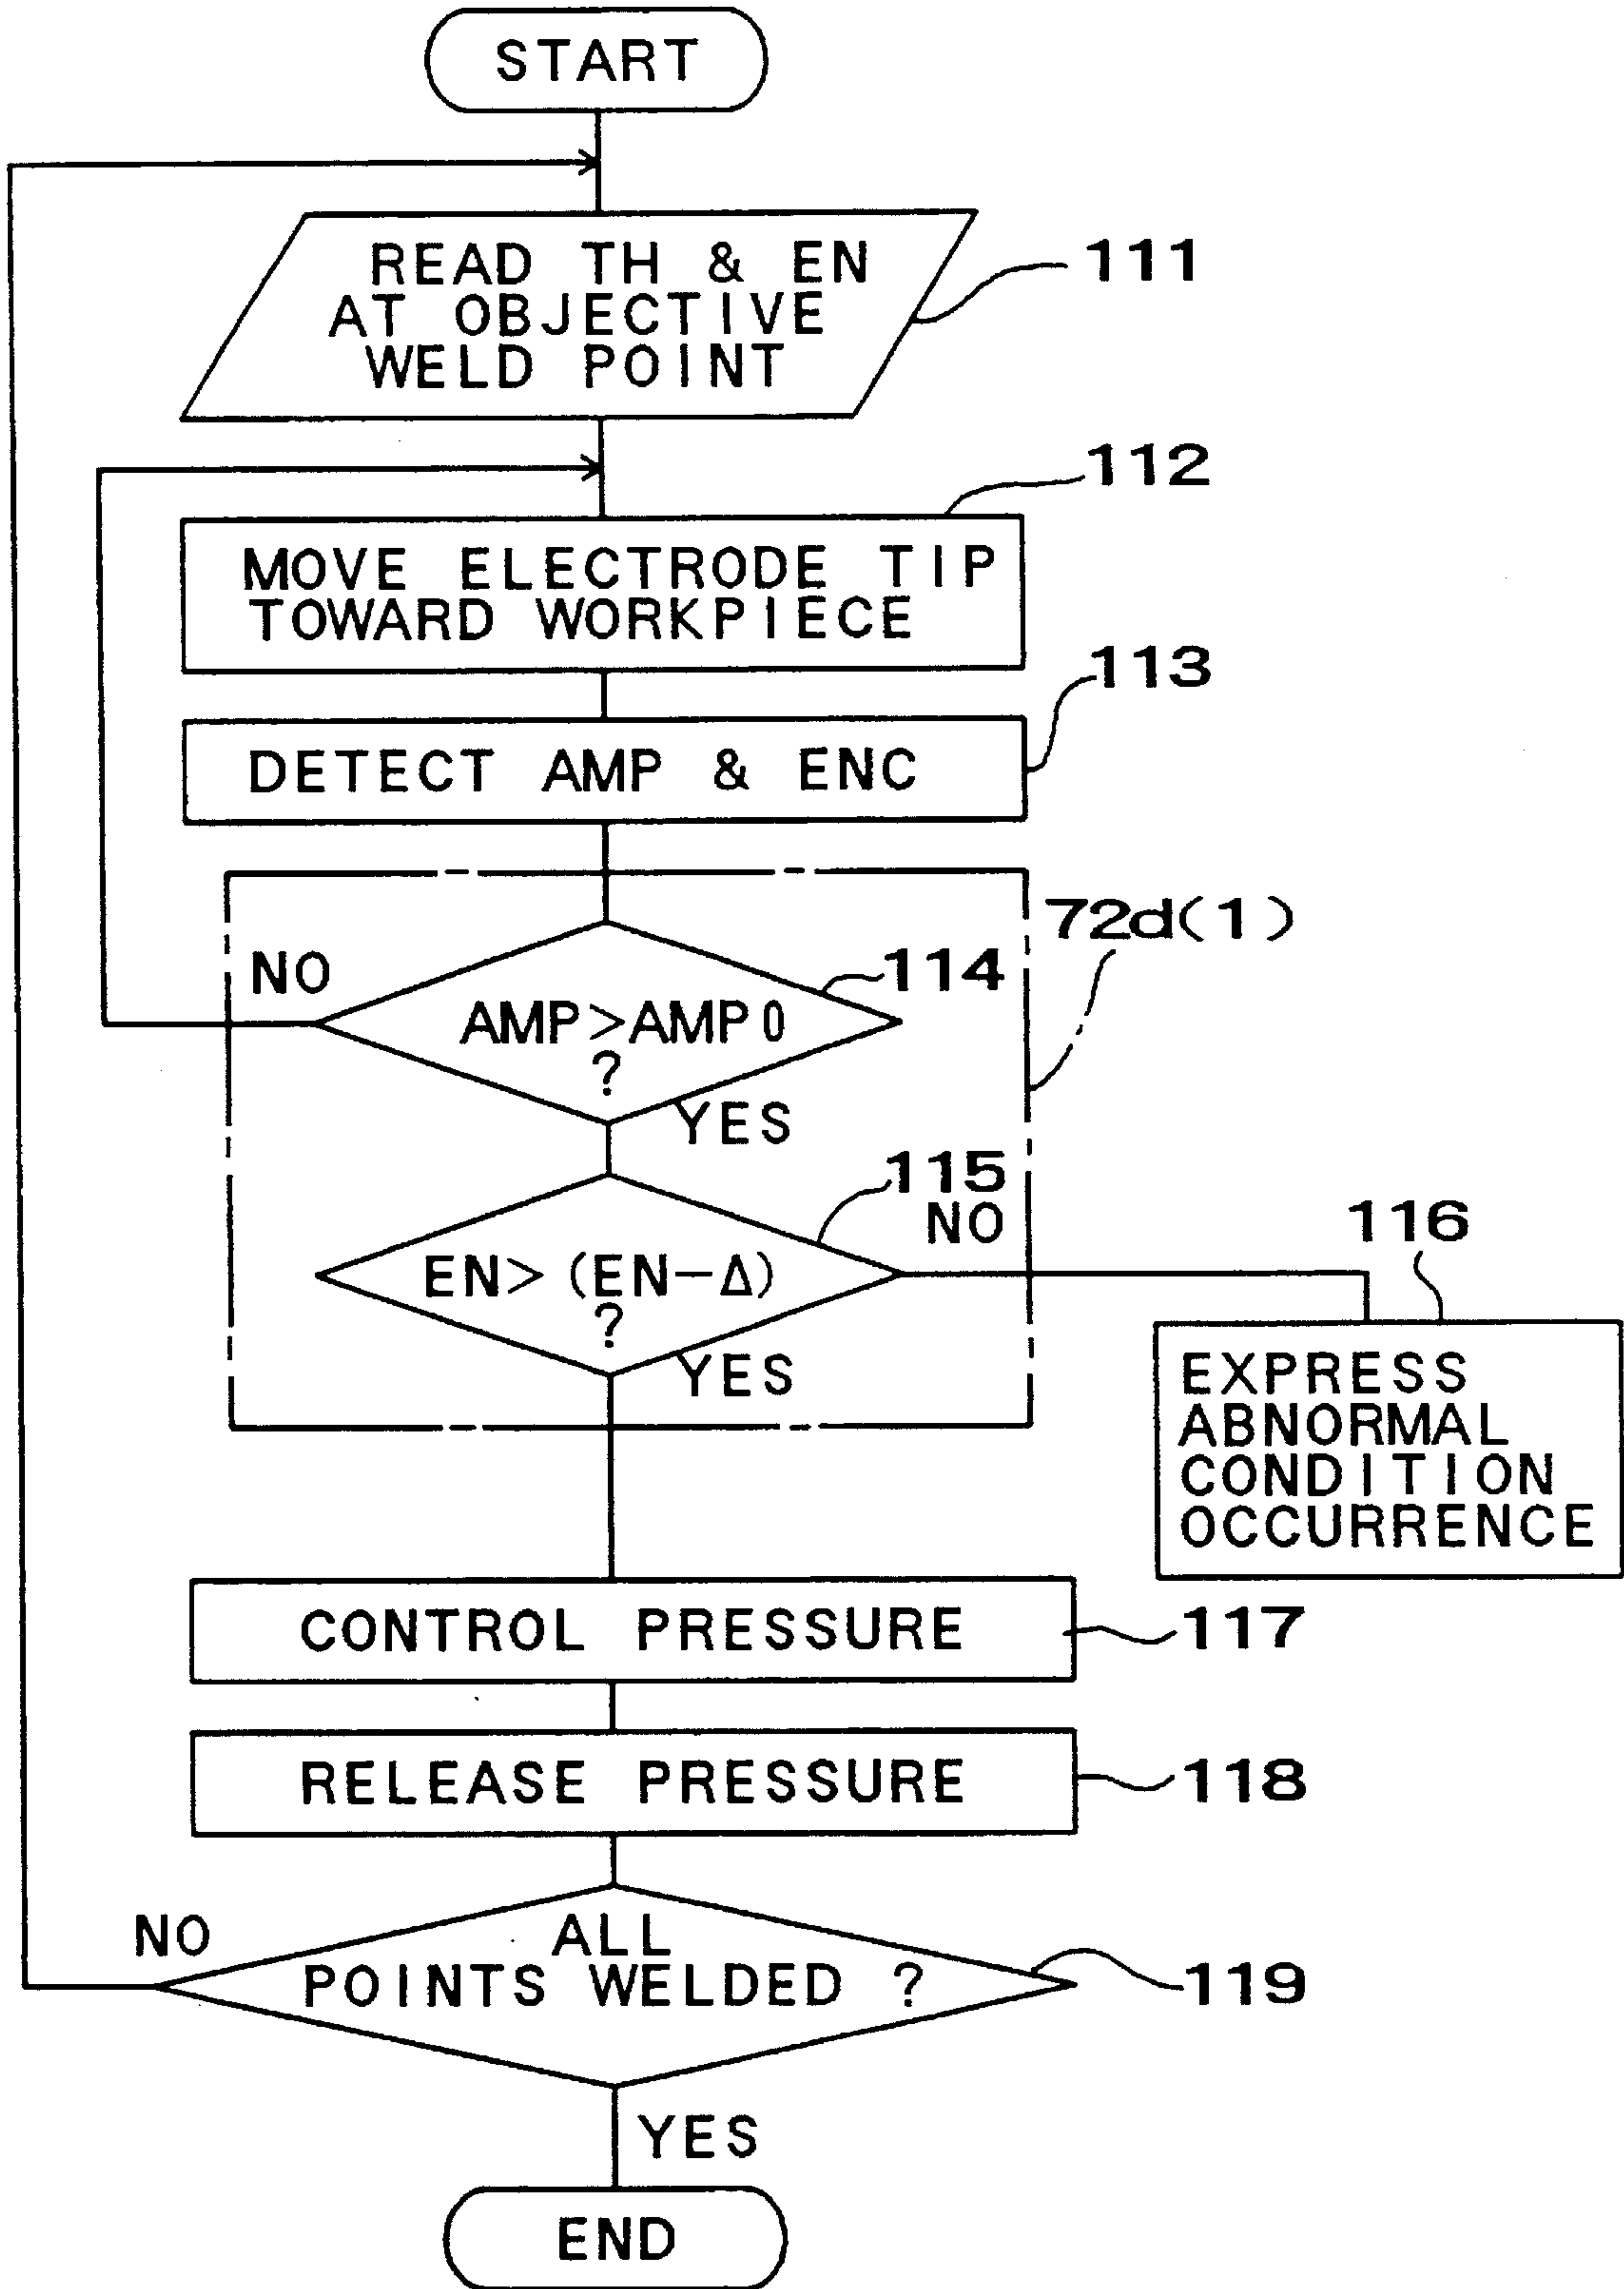 START
READ TH & EN
AT OBJECTIVE
WELD POINT
111
112
MOVE ELECTRODE TIP
TOWARD WORKPIECE
113
DETECT AMP & ENC
72d(1)
NO
114
AMP>AMP0
?
YES
115
NO
EN> (EN-Δ)
?
YES
116
EXPRESS
ABNORMAL
CONDITION
OCCURRENCE
CONTROL PRESSURE
117
RELEASE PRESSURE
118
NO
ALL
POINTS WELDED ?
119
YES
END